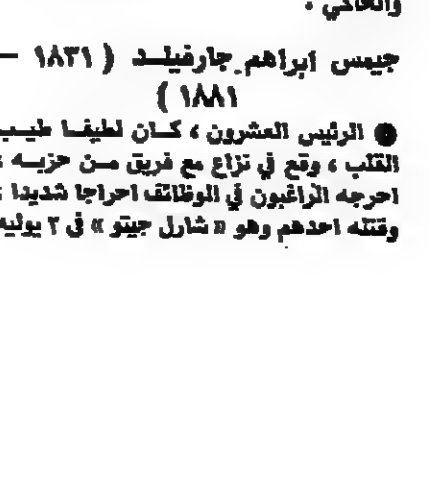 والحاكي .
جيمس ابراهم جارفيلد ( ١٨٣١ —
١٨٨١ )
● الرئيس العشرون ، كان لطيفا طيب
القلب ، وقع في نزاع مع فريق من حزبه ،
احرجه الراغبون في الوظائف احراجا شديدا ،
وقتله احدهم وهو « شارل جيتو » في ٢ يوليه